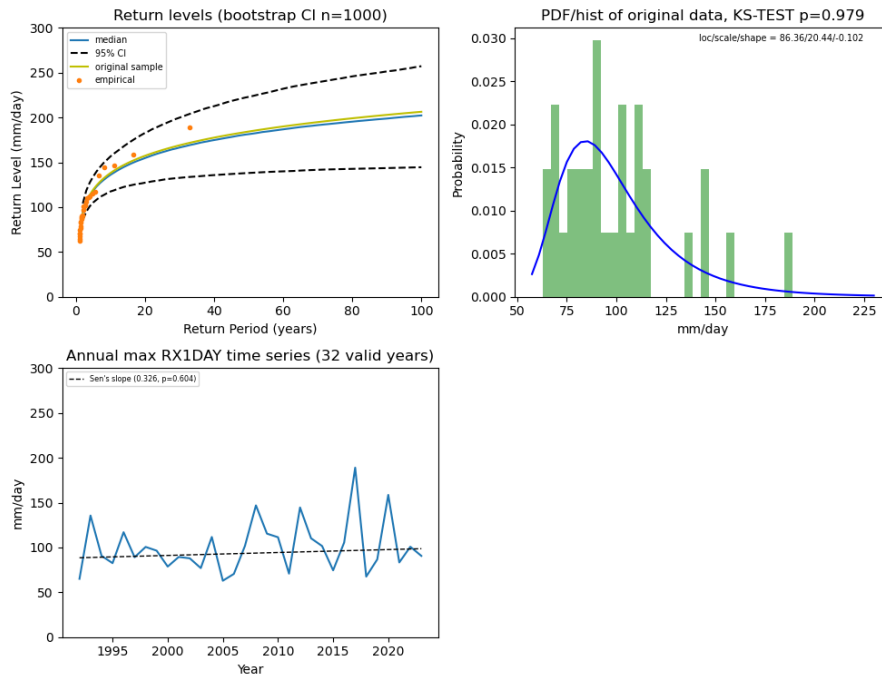 Return levels (bootstrap CI n=1000)
300
250
200
150
100
50
0
Return Level (mm/day)
median
95% CI
original sample
empirical
0
20
40
60
80
100
Return Period (years)
PDF/hist of original data, KS-TEST p=0.979
loc/scale/shape = 86.36/20.44/-0.102
0.030
0.025
0.020
0.015
0.010
0.005
0.000
Probability
50
75
100
125
150
175
200
225
mm/day
Annual max RX1DAY time series (32 valid years)
300
250
200
150
100
50
0
mm/day
Sen's slope (0.326, p=0.604)
1995
2000
2005
2010
2015
2020
Year